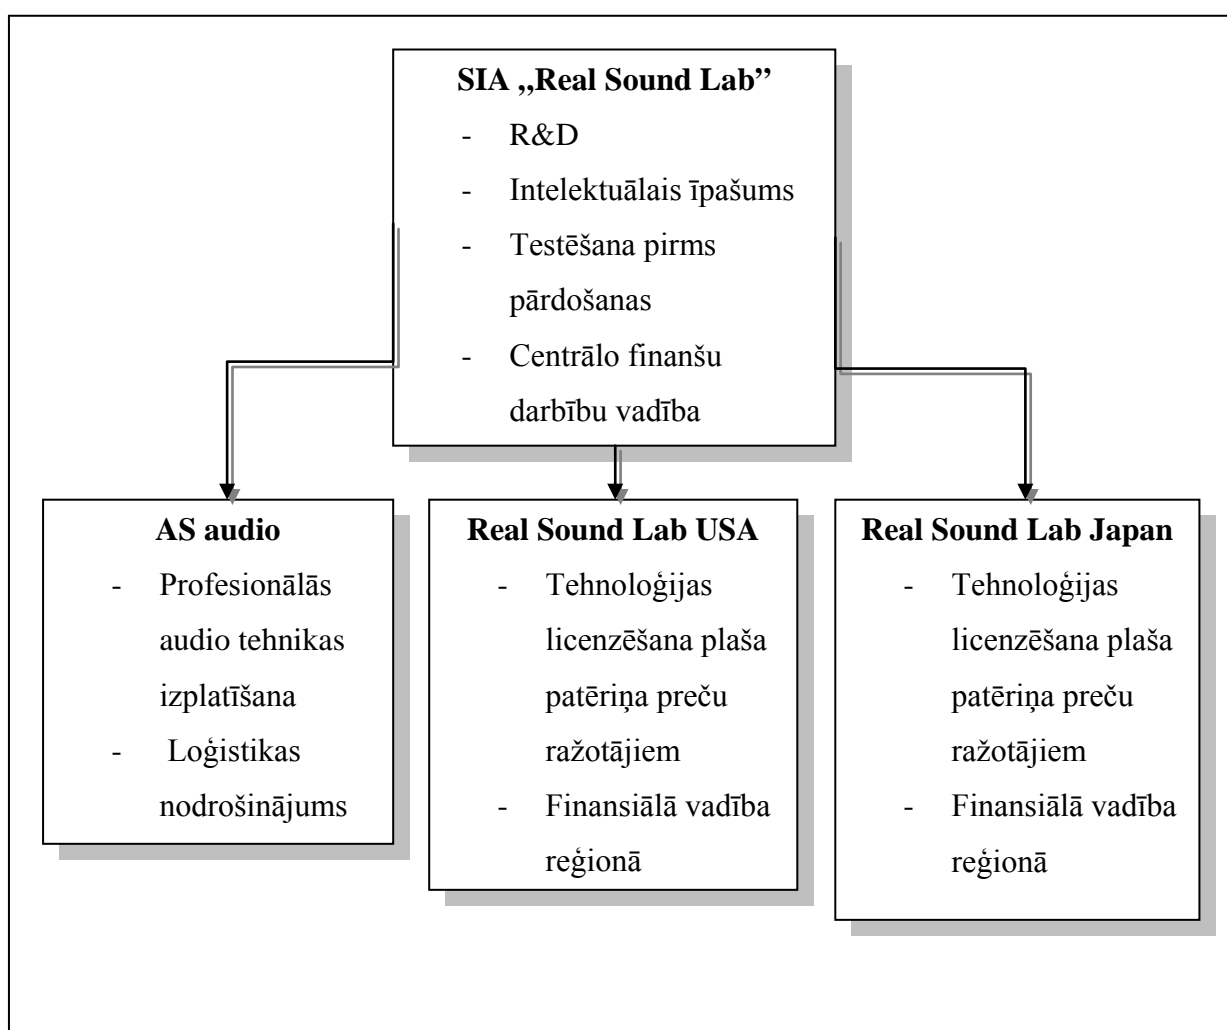 SIA „Real Sound Lab”
- R&D
- Intelektuālais īpašums
- Testēšana pirms
pārdošanas
- Centrālo finanšu
darbību vadība
AS audio
- Profesionālās
audio tehnikas
izplatīšana
- Loģistikas
nodrošinājums
Real Sound Lab USA
- Tehnoloģijas
licenzēšana plaša
patēriņa preču
ražotājiem
- Finansiālā vadība
reģionā
Real Sound Lab Japan
- Tehnoloģijas
licenzēšana plaša
patēriņa preču
ražotājiem
- Finansiālā vadība
reģionā